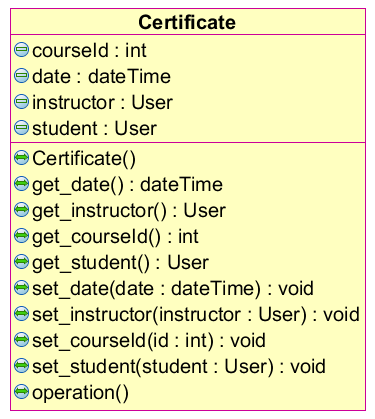 Certificate
courseId : int
date : dateTime
instructor : User
student : User
Certificate()
get_date() : dateTime
get_instructor() : User
get_courseId() : int
get_student() : User
set_date(date : dateTime) : void
set_instructor(instructor : User) : void
set_courseId(id : int) : void
set_student(student : User) : void
operation()